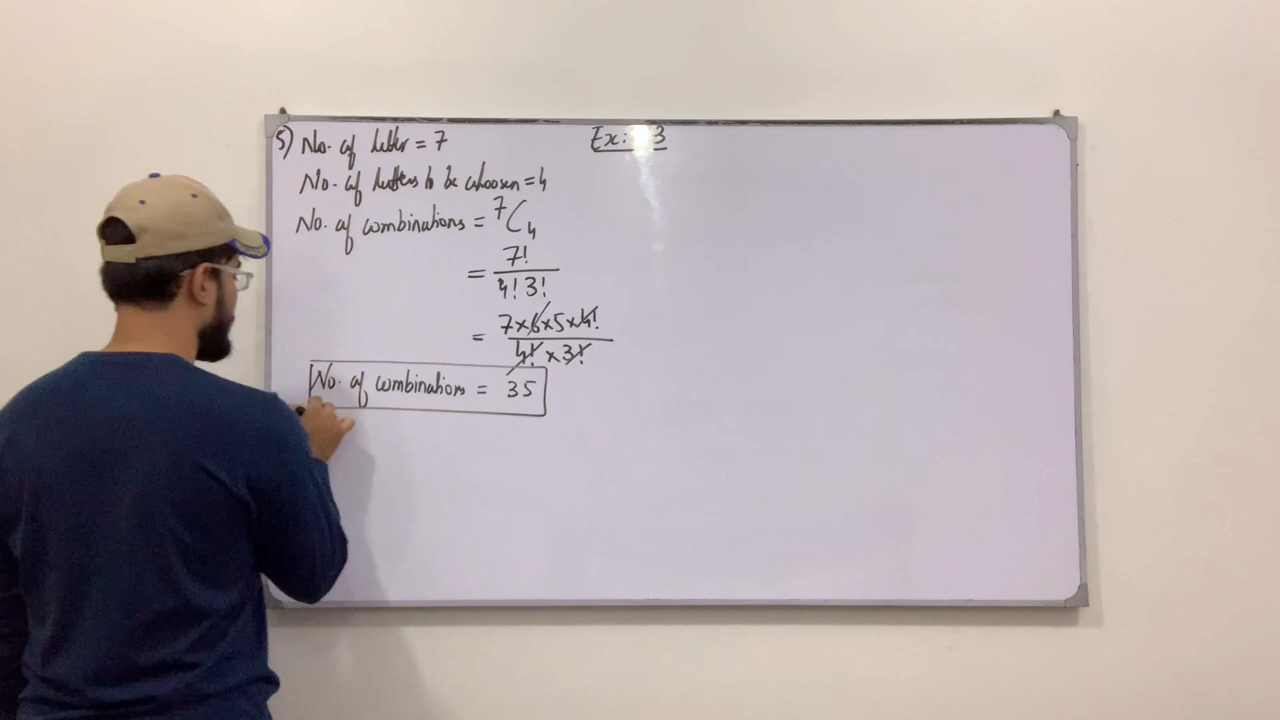 Ex: 3
5) No. of letter = 7
No. of letters to be choosen = 4
No. of combinations = ⁷C₄
= 7! / 4! 3!
= 7×6×5×4! / 4! × 3!
No. of combinations = 35